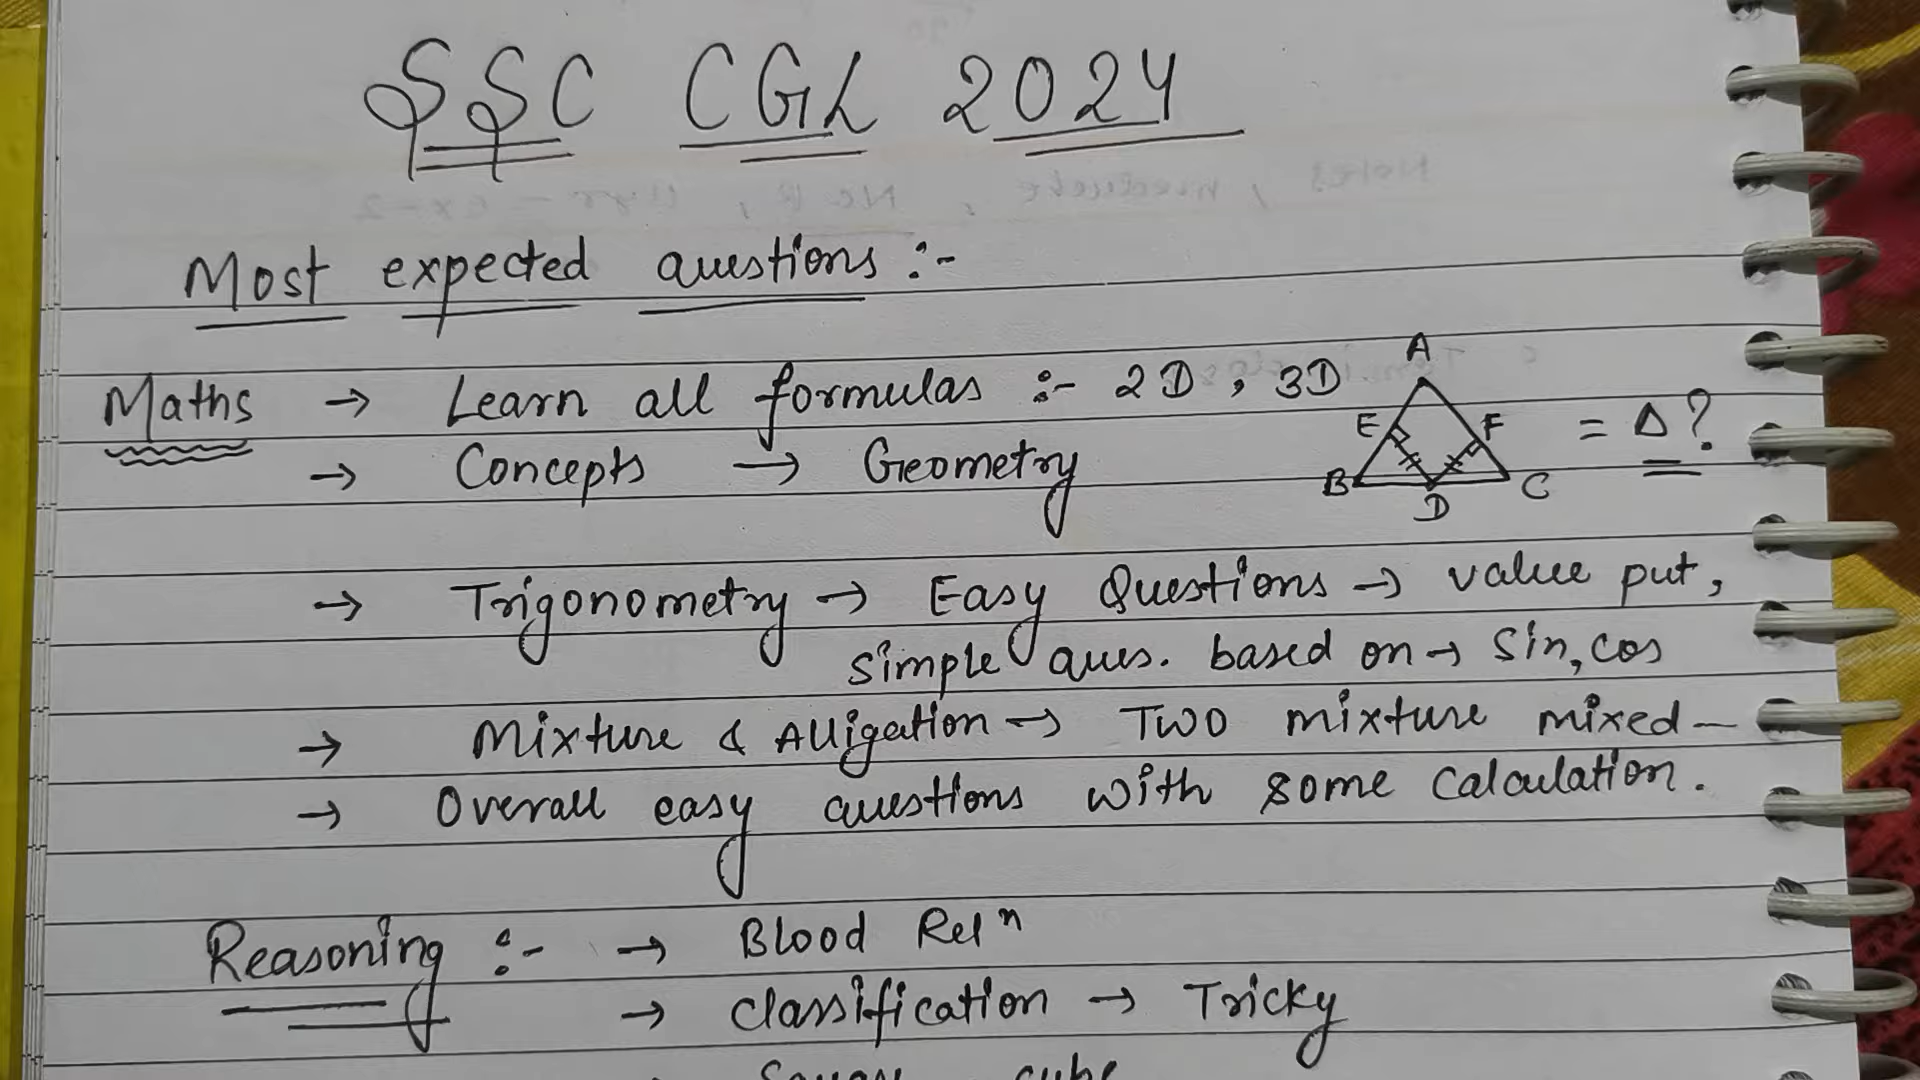 SSC CGL 2024
Most expected questions :-
Maths → Learn all formulas :- 2D, 3D
→ Concepts → Geometry
A
E F
B D C
= Δ?
→ Trigonometry → Easy Questions → value put,
simple ques. based on → Sin, cos
→ Mixture & Alligation → Two mixture mixed –
→ Overall easy questions with some calculation.
Reasoning :- → Blood Relⁿ
→ classification → Tricky
Square cube